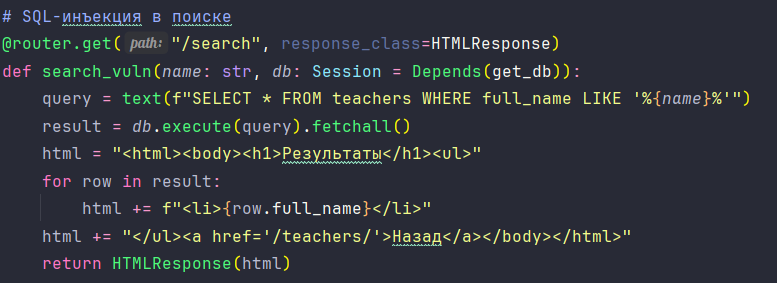 # SQL-инъекция в поиске
@router.get( path: "/search", response_class=HTMLResponse)
def search_vuln(name: str, db: Session = Depends(get_db)):
    query = text(f"SELECT * FROM teachers WHERE full_name LIKE '%{name}%'")
    result = db.execute(query).fetchall()
    html = "<html><body><h1>Результаты</h1><ul>"
    for row in result:
        html += f"<li>{row.full_name}</li>"
    html += "</ul><a href='/teachers/'>Назад</a></body></html>"
    return HTMLResponse(html)